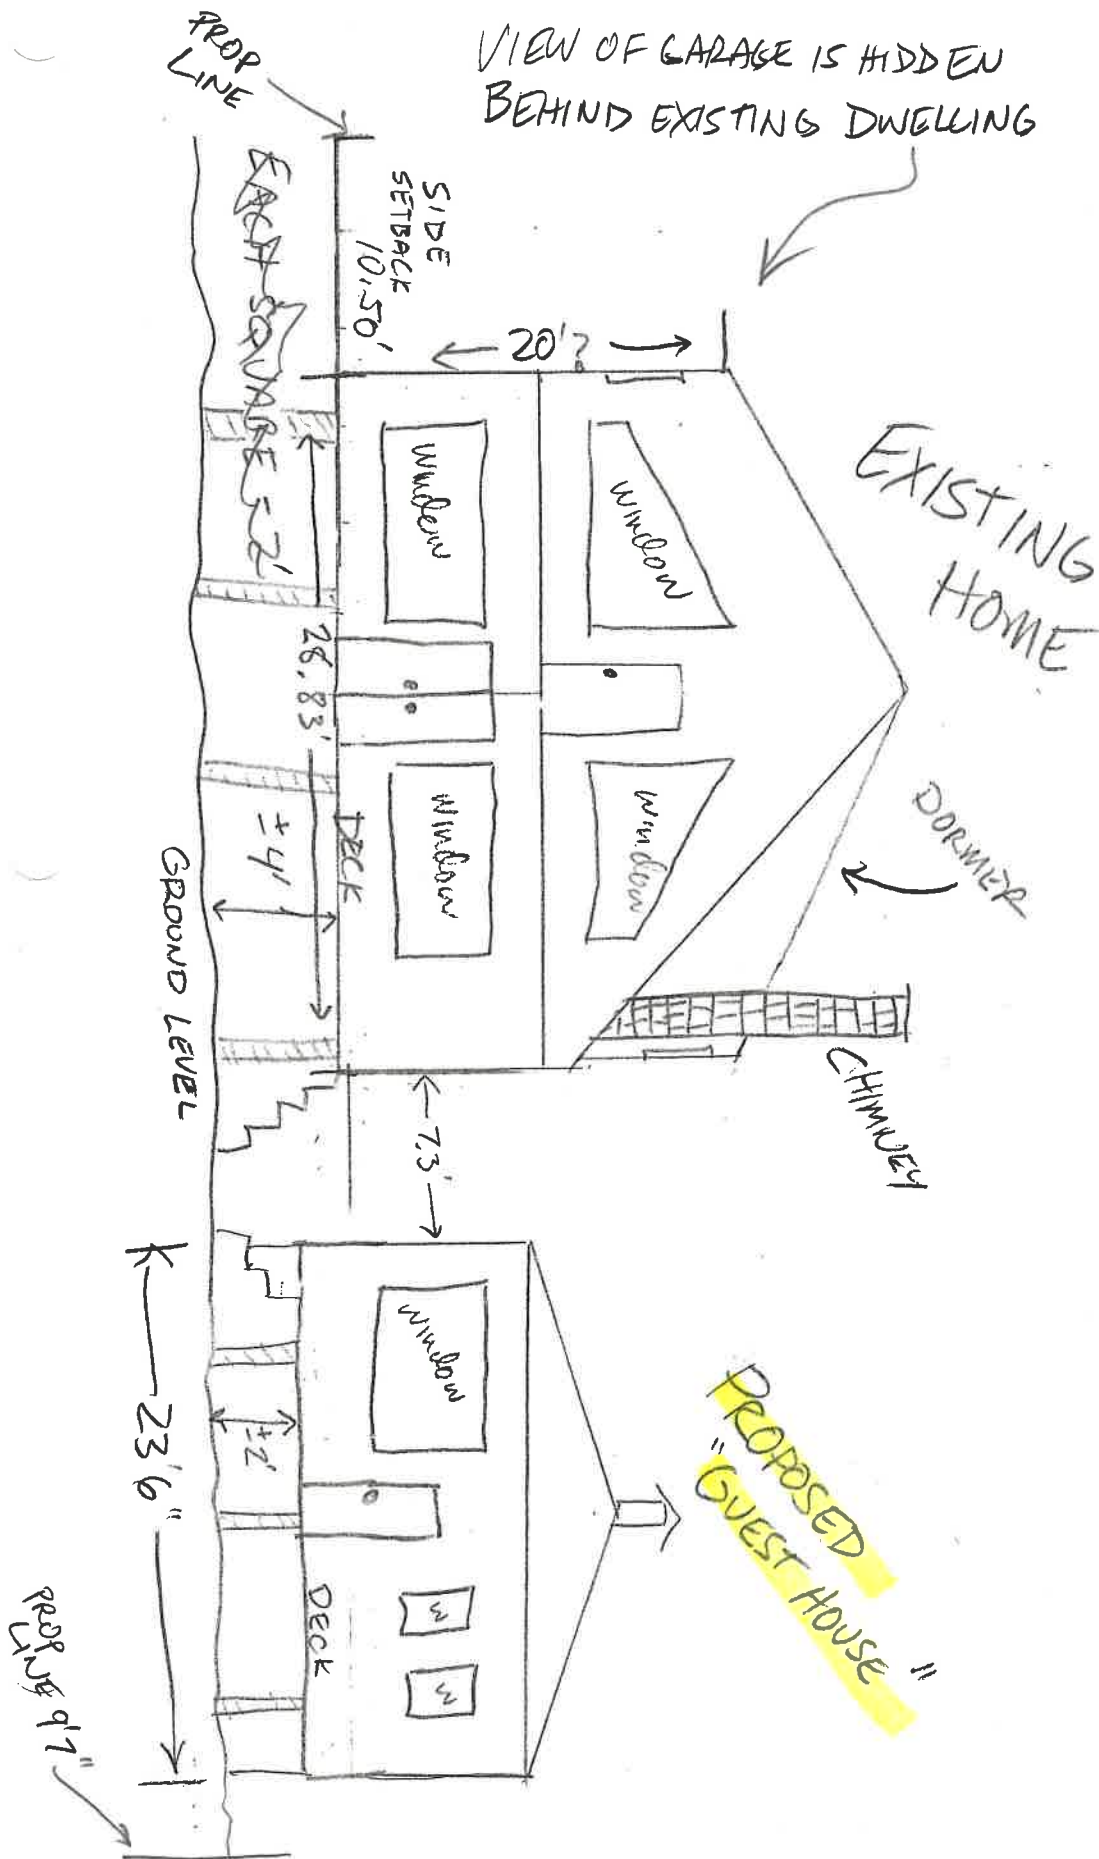 PROP
LINE
VIEW OF GARAGE IS HIDDEN
BEHIND EXISTING DWELLING
EACH SQUARE = 2'
SIDE
SETBACK
10.50'
20'?
EXISTING
HOME
Window
Window
28.83'
Window
Window
DORMER
±4'
DECK
GROUND LEVEL
CHIMNEY
7.3'
Window
PROPOSED
"GUEST HOUSE"
23'6"
±2'
DECK
W
W
PROP
LINE 9'7"